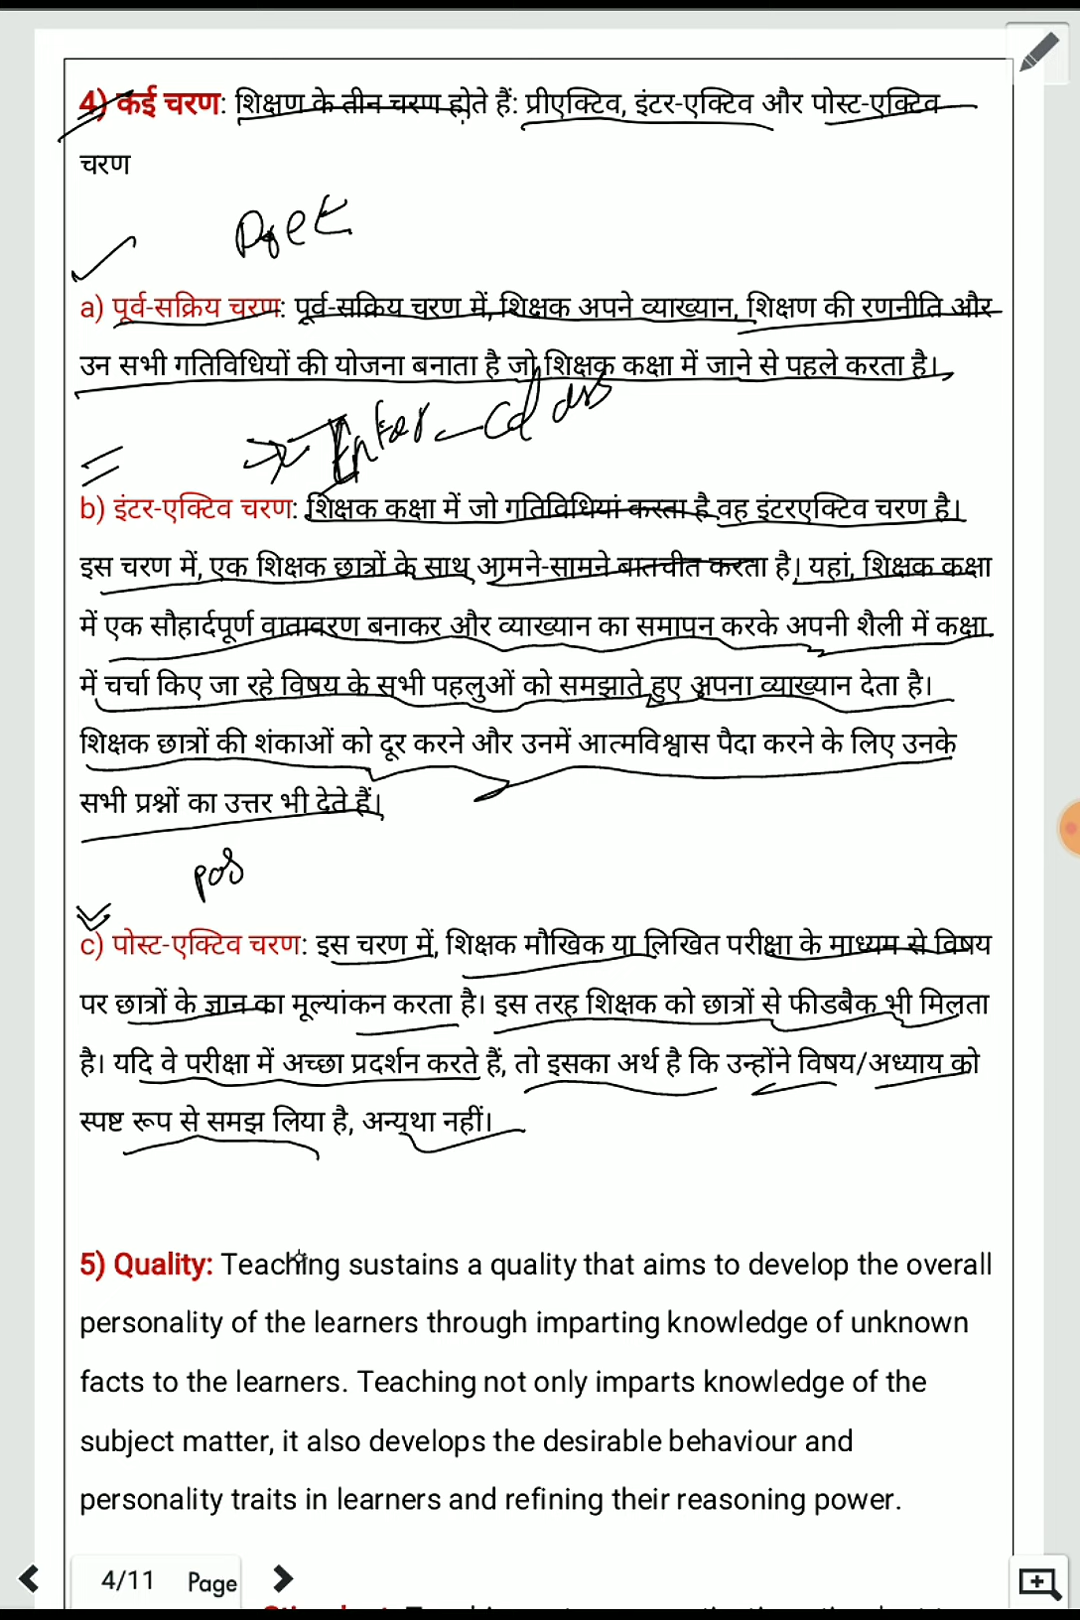 4) कई चरण: शिक्षण के तीन चरण होते हैं: प्रीएक्टिव, इंटर-एक्टिव और पोस्ट-एक्टिव
चरण
a) पूर्व-सक्रिय चरण: पूर्व-सक्रिय चरण में, शिक्षक अपने व्याख्यान, शिक्षण की रणनीति और
उन सभी गतिविधियों की योजना बनाता है जो शिक्षक कक्षा में जाने से पहले करता है।
b) इंटर-एक्टिव चरण: शिक्षक कक्षा में जो गतिविधियां करता है वह इंटरएक्टिव चरण है।
इस चरण में, एक शिक्षक छात्रों के साथ आमने-सामने बातचीत करता है। यहां, शिक्षक कक्षा
में एक सौहार्दपूर्ण वातावरण बनाकर और व्याख्यान का समापन करके अपनी शैली में कक्षा
में चर्चा किए जा रहे विषय के सभी पहलुओं को समझाते हुए अपना व्याख्यान देता है।
शिक्षक छात्रों की शंकाओं को दूर करने और उनमें आत्मविश्वास पैदा करने के लिए उनके
सभी प्रश्नों का उत्तर भी देते हैं।
pos
c) पोस्ट-एक्टिव चरण: इस चरण में, शिक्षक मौखिक या लिखित परीक्षा के माध्यम से विषय
पर छात्रों के ज्ञान का मूल्यांकन करता है। इस तरह शिक्षक को छात्रों से फीडबैक भी मिलता
है। यदि वे परीक्षा में अच्छा प्रदर्शन करते हैं, तो इसका अर्थ है कि उन्होंने विषय/अध्याय को
स्पष्ट रूप से समझ लिया है, अन्यथा नहीं।
5) Quality: Teaching sustains a quality that aims to develop the overall
personality of the learners through imparting knowledge of unknown
facts to the learners. Teaching not only imparts knowledge of the
subject matter, it also develops the desirable behaviour and
personality traits in learners and refining their reasoning power.
4/11 Page